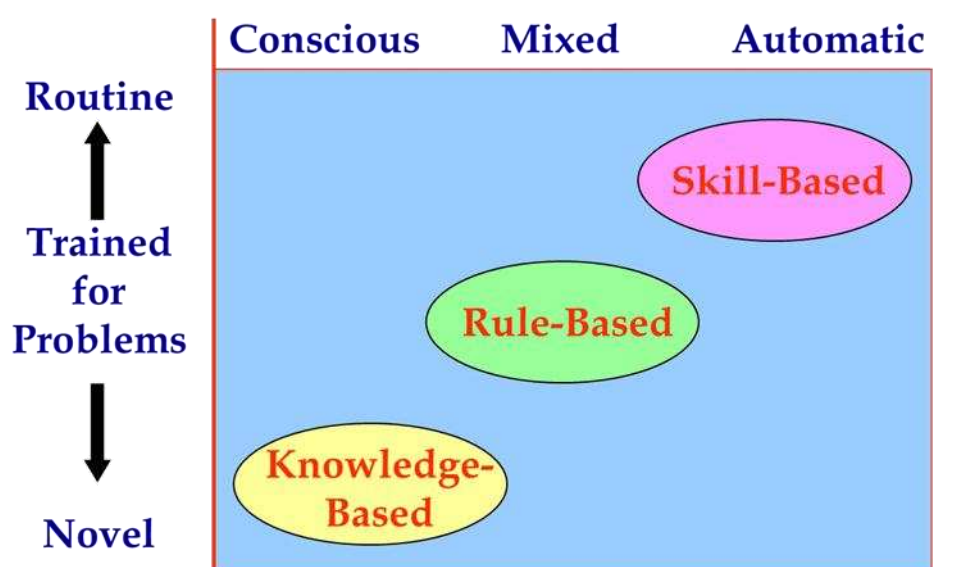 Conscious Mixed Automatic
Routine
Skill-Based
Trained
for
Problems
Rule-Based
Knowledge-
Based
Novel